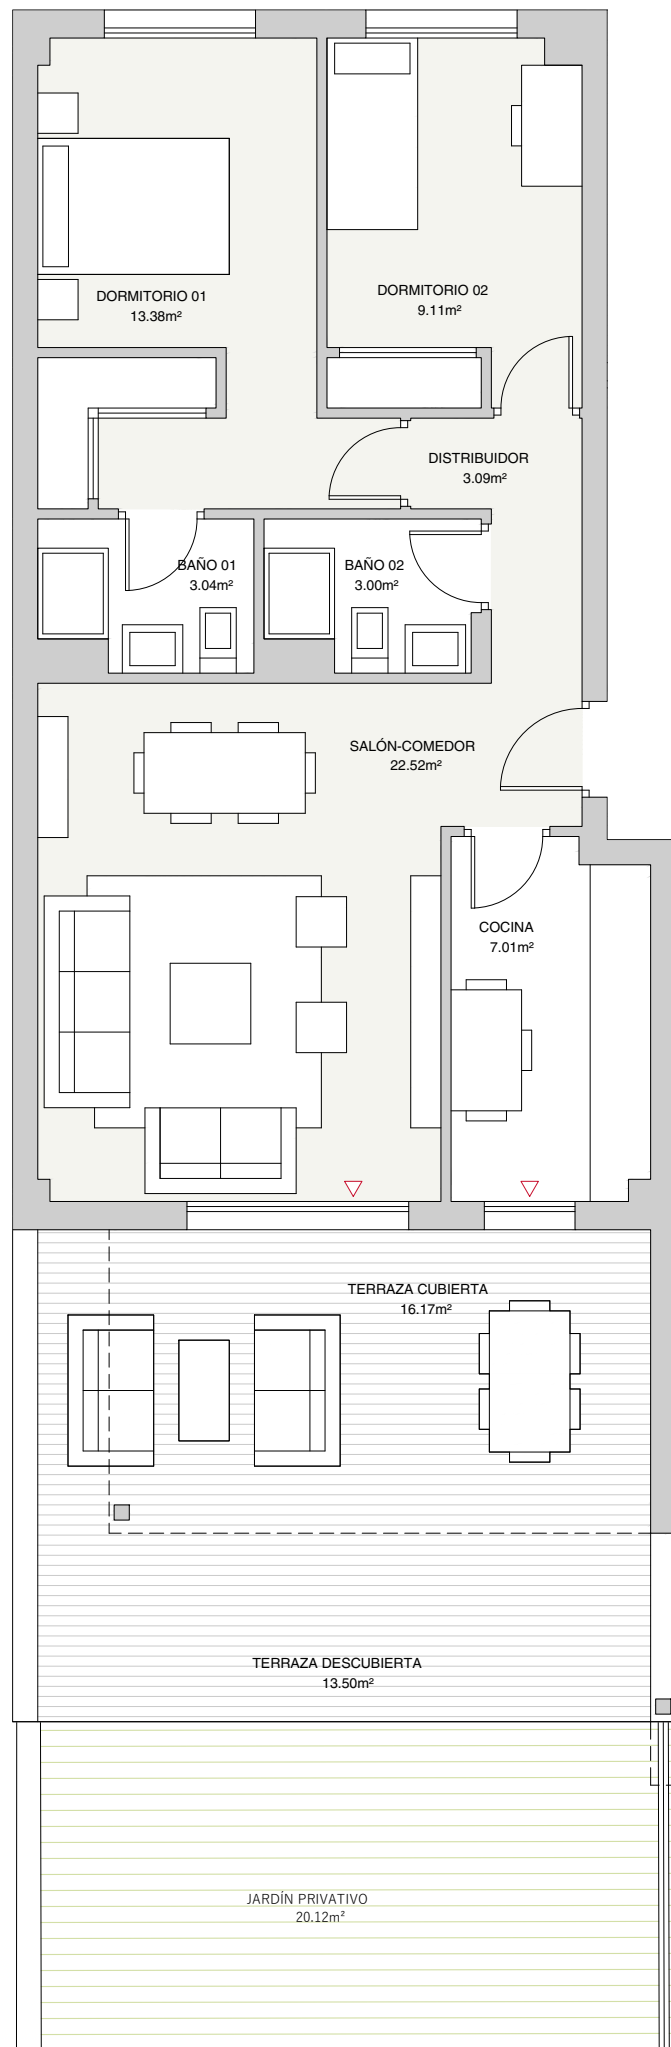 DORMITORIO 01
13.38m²
DORMITORIO 02
9.11m²
DISTRIBUIDOR
3.09m²
BAÑO 01
3.04m²
BAÑO 02
3.00m²
SALÓN-COMEDOR
22.52m²
COCINA
7.01m²
TERRAZA CUBIERTA
16.17m²
TERRAZA DESCUBIERTA
13.50m²
JARDÍN PRIVATIVO
20.12m²